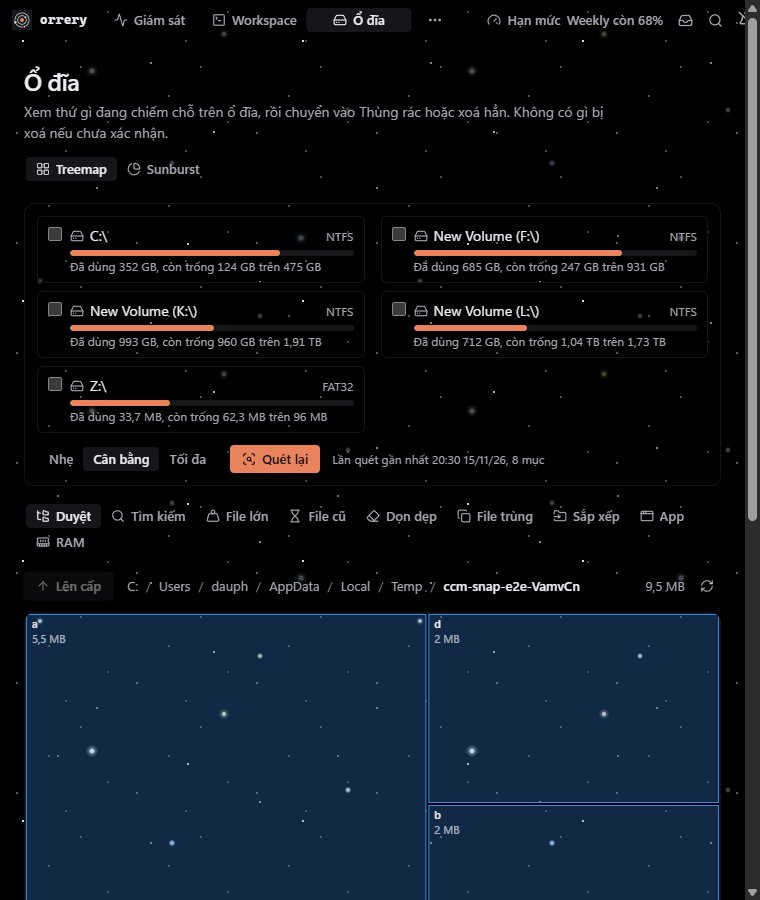 orrery Giám sát Workspace Ổ đĩa ... Hạn mức Weekly còn 68%
Ổ đĩa
Xem thứ gì đang chiếm chỗ trên ổ đĩa, rồi chuyển vào Thùng rác hoặc xoá hẳn. Không có gì bị
xoá nếu chưa xác nhận.
Treemap Sunburst
C:\ NTFS
Đã dùng 352 GB, còn trống 124 GB trên 475 GB
New Volume (F:\) NTFS
Đã dùng 685 GB, còn trống 247 GB trên 931 GB
New Volume (K:\) NTFS
Đã dùng 993 GB, còn trống 960 GB trên 1,91 TB
New Volume (L:\) NTFS
Đã dùng 712 GB, còn trống 1,04 TB trên 1,73 TB
Z:\ FAT32
Đã dùng 33,7 MB, còn trống 62,3 MB trên 96 MB
Nhẹ Cân bằng Tối đa Quét lại Lần quét gần nhất 20:30 15/11/26, 8 mục
Duyệt Tìm kiếm File lớn File cũ Dọn dẹp File trùng Sắp xếp App
RAM
Lên cấp C: / Users / dauph / AppData / Local / Temp / ccm-snap-e2e-VamvCn 9,5 MB
a
5,5 MB
d
2 MB
b
2 MB